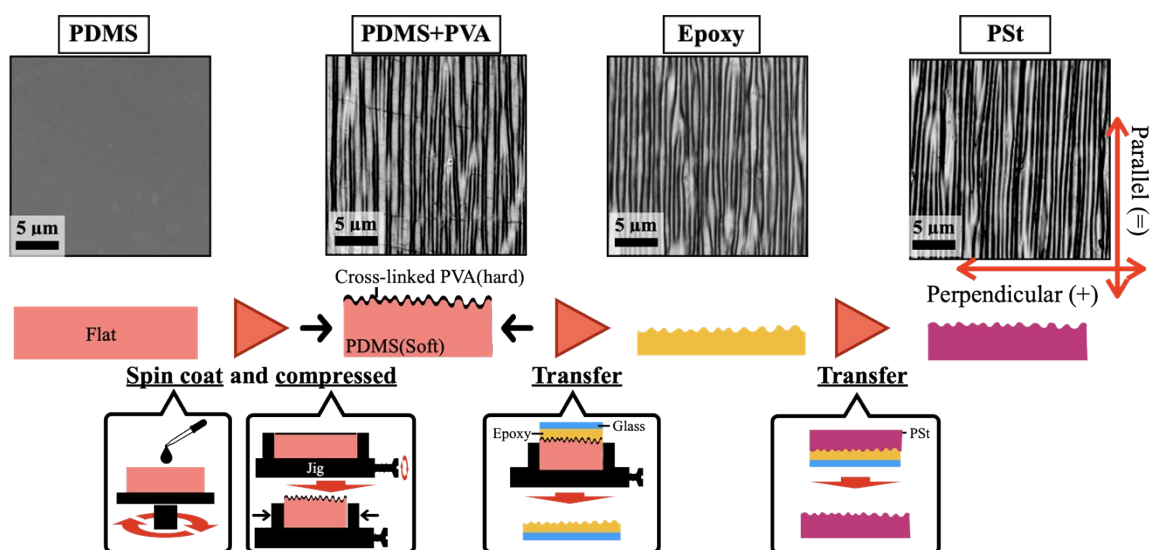 PDMS
PDMS+PVA
Epoxy
PSt
5 μm
5 μm
5 μm
5 μm
Parallel (=)
Perpendicular (+)
Cross-linked PVA(hard)
Flat
PDMS(Soft)
Spin coat and compressed
Transfer
Transfer
Jig
Epoxy
Glass
PSt